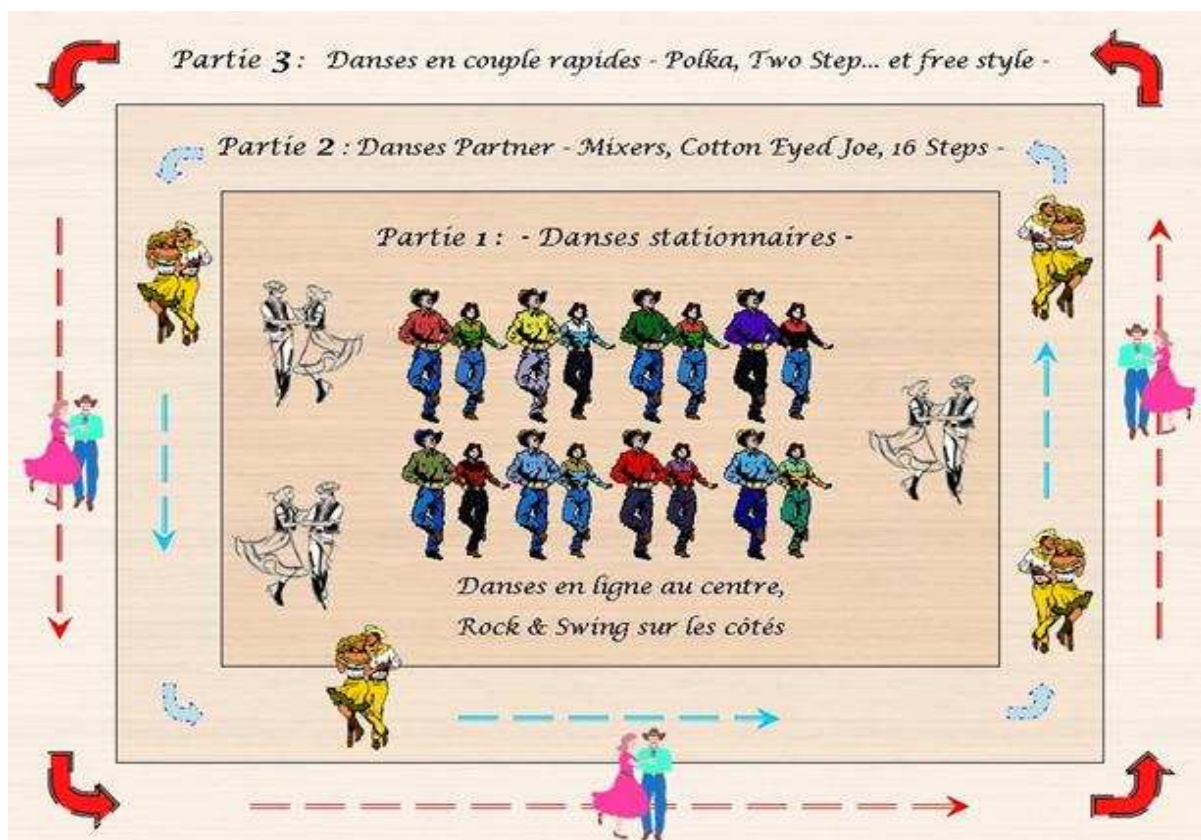 Partie 3 : Danses en couple rapides - Polka, Two Step... et free style -
Partie 2 : Danses Partner - Mixers, Cotton Eyed Joe, 16 Steps -
Partie 1 : - Danses stationnaires -
Danses en ligne au centre,
Rock & Swing sur les côtés